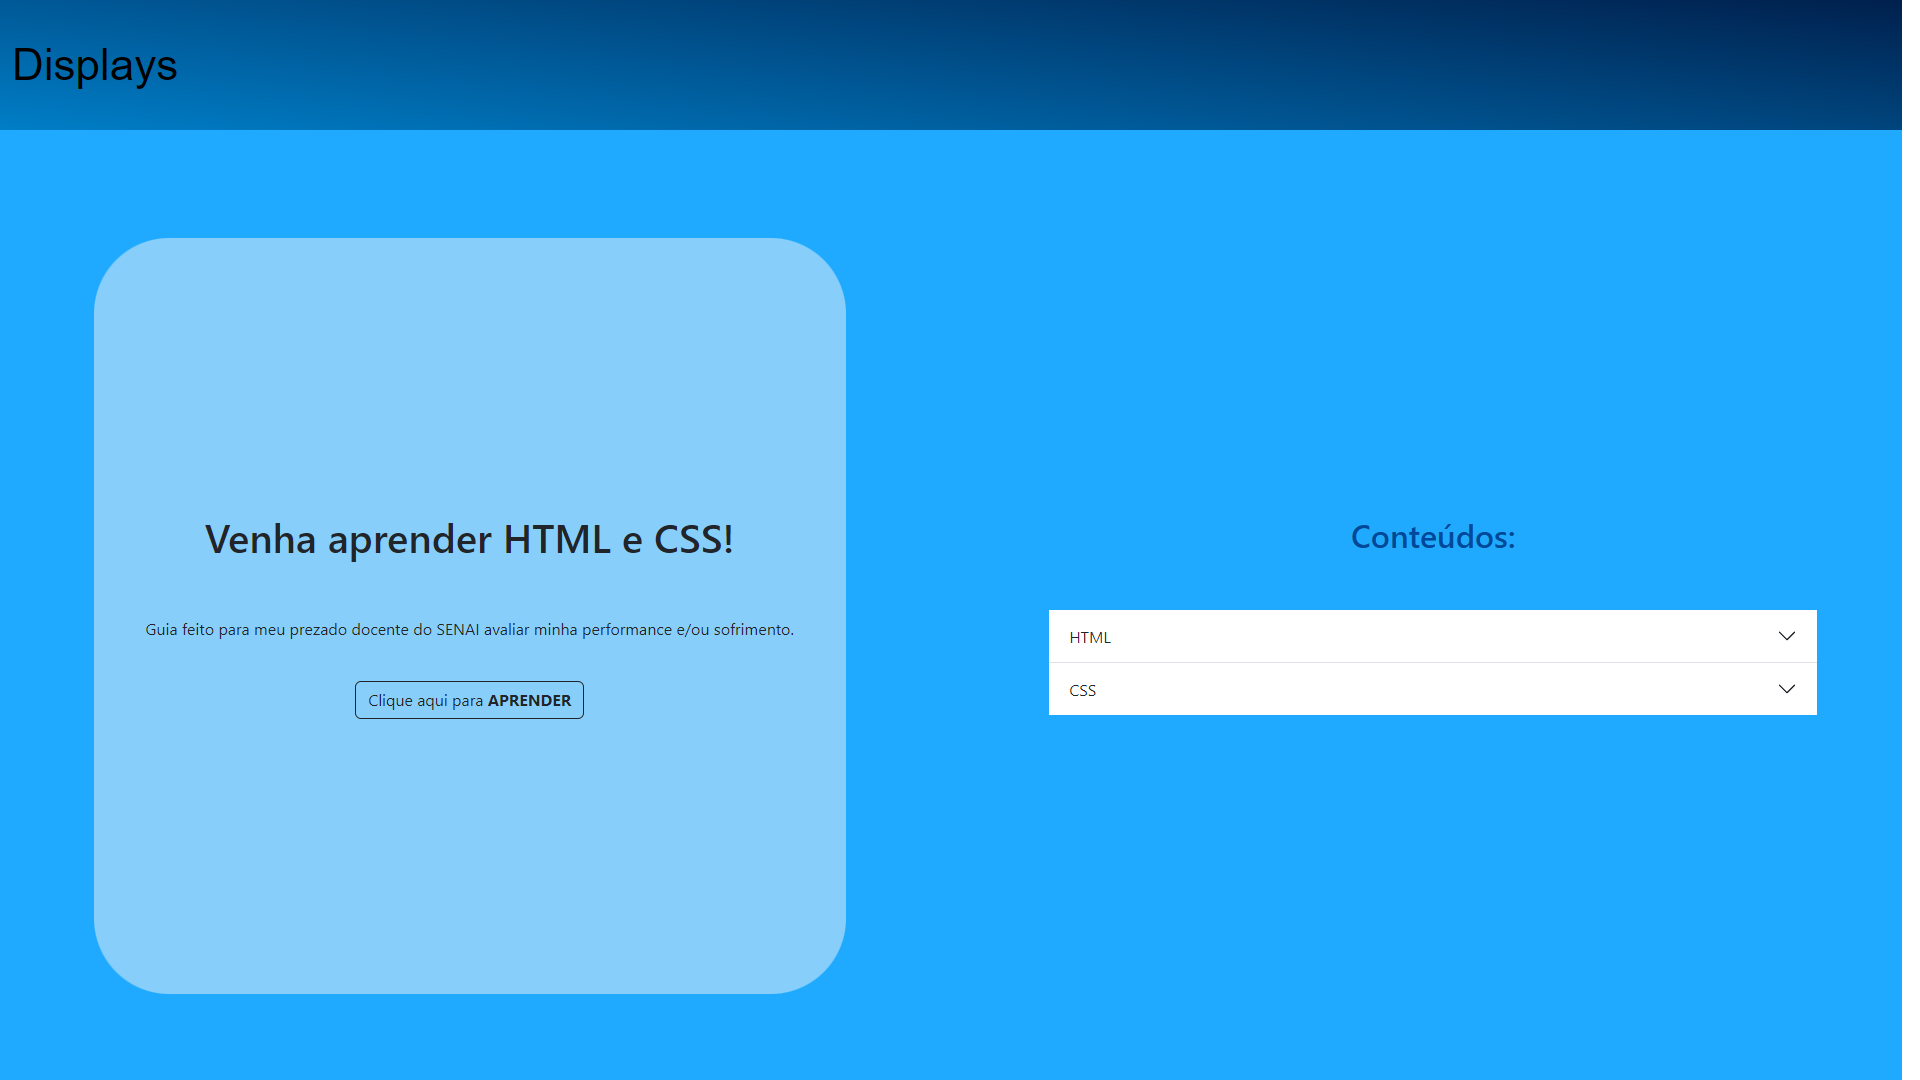 Displays
Venha aprender HTML e CSS!
Guia feito para meu prezado docente do SENAI avaliar minha performance e/ou sofrimento.
Clique aqui para APRENDER
Conteúdos:
HTML
CSS